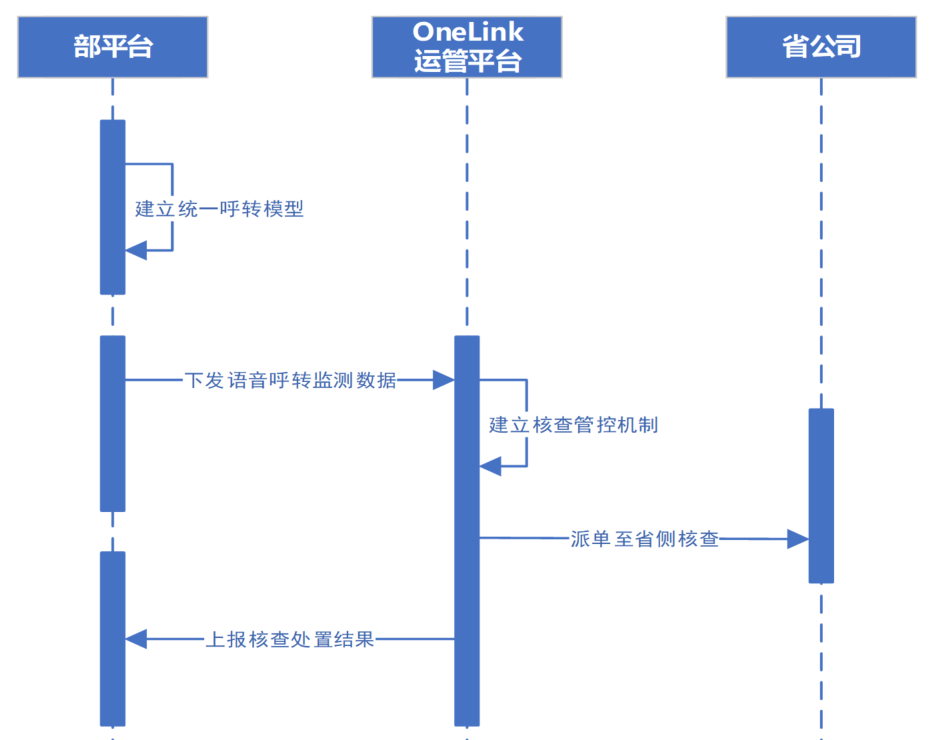 部平台
OneLink
运管平台
省公司
建立统一呼转模型
下发语音呼转监测数据
建立核查管控机制
派单至省侧核查
上报核查处置结果